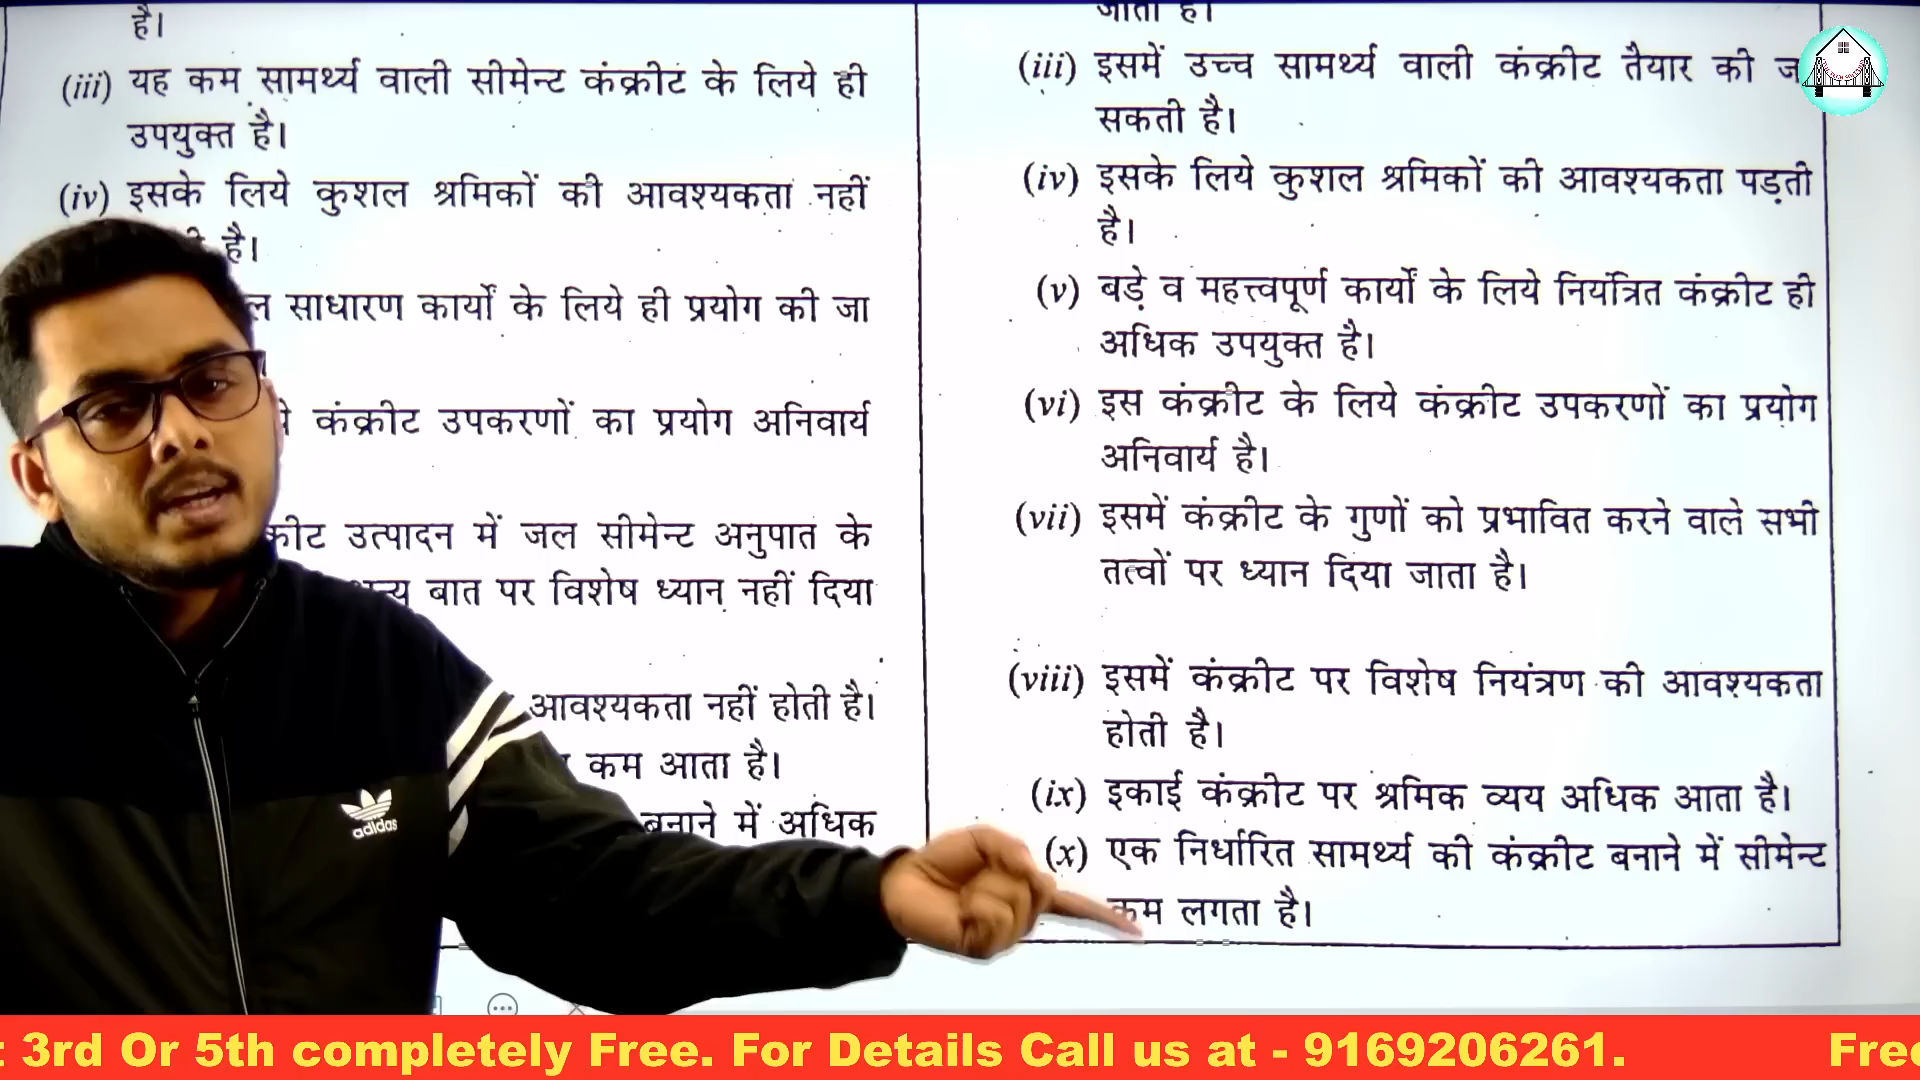 है।
(iii) यह कम सामर्थ्य वाली सीमेन्ट कंक्रीट के लिये ही
उपयुक्त है।
(iv) इसके लिये कुशल श्रमिकों की आवश्यकता नहीं
है।
साधारण कार्यों के लिये ही प्रयोग की जा
कंक्रीट उपकरणों का प्रयोग अनिवार्य
उत्पादन में जल सीमेन्ट अनुपात के
बात पर विशेष ध्यान नहीं दिया
आवश्यकता नहीं होती है।
कम आता है।
बनाने में अधिक
जाता है।
(iii) इसमें उच्च सामर्थ्य वाली कंक्रीट तैयार की
सकती है।
(iv) इसके लिये कुशल श्रमिकों की आवश्यकता पड़ती
है।
(v) बड़े व महत्त्वपूर्ण कार्यों के लिये नियंत्रित कंक्रीट ही
अधिक उपयुक्त है।
(vi) इस कंक्रीट के लिये कंक्रीट उपकरणों का प्रयोग
अनिवार्य है।
(vii) इसमें कंक्रीट के गुणों को प्रभावित करने वाले सभी
तत्वों पर ध्यान दिया जाता है।
(viii) इसमें कंक्रीट पर विशेष नियंत्रण की आवश्यकता
होती है।
(ix) इकाई कंक्रीट पर श्रमिक व्यय अधिक आता है।
(x) एक निर्धारित सामर्थ्य की कंक्रीट बनाने में सीमेन्ट
कम लगता है।
adidas
3rd Or 5th completely Free. For Details Call us at - 9169206261.